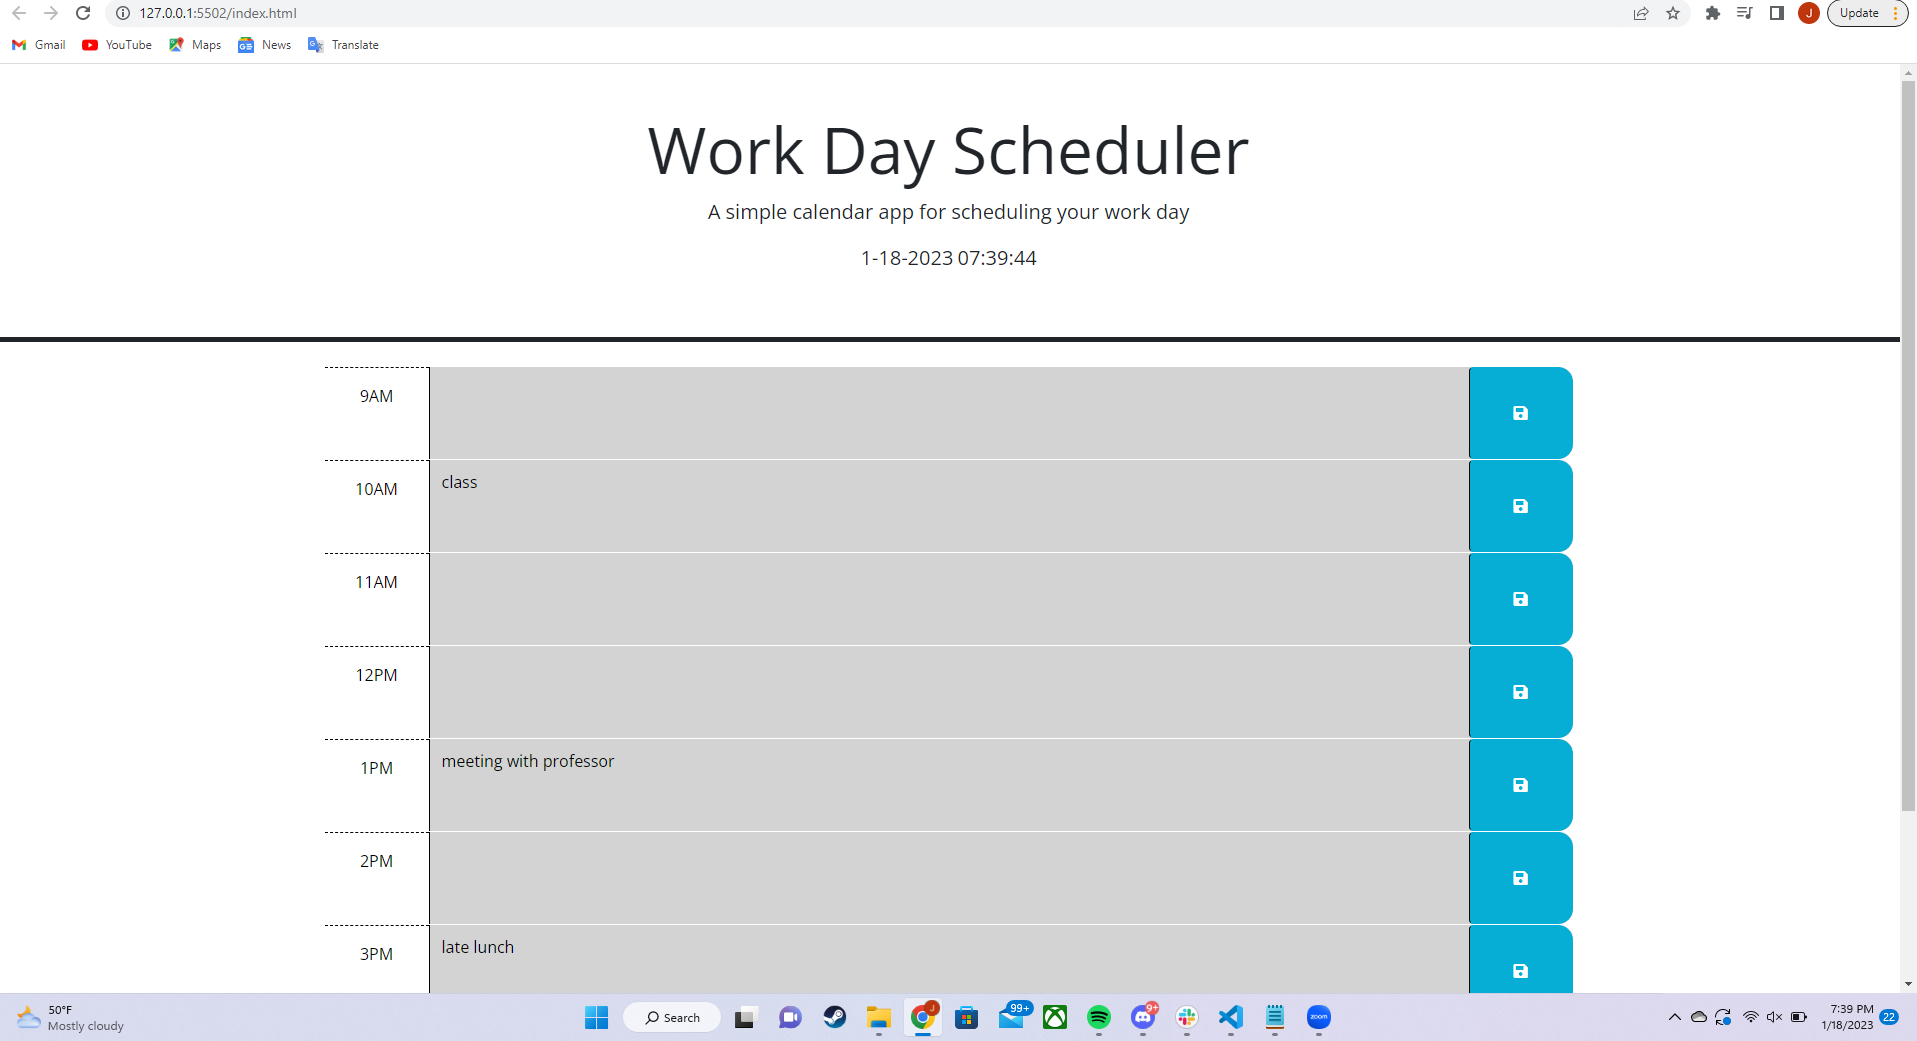 127.0.0.1:5502/index.html
J
Update
Gmail
YouTube
Maps
News
Translate
Work Day Scheduler
A simple calendar app for scheduling your work day
1-18-2023 07:39:44
9AM
10AM
class
11AM
12PM
1PM
meeting with professor
2PM
3PM
late lunch
50°F
Mostly cloudy
Search
J
99+
9+
zoom
7:39 PM
1/18/2023
22